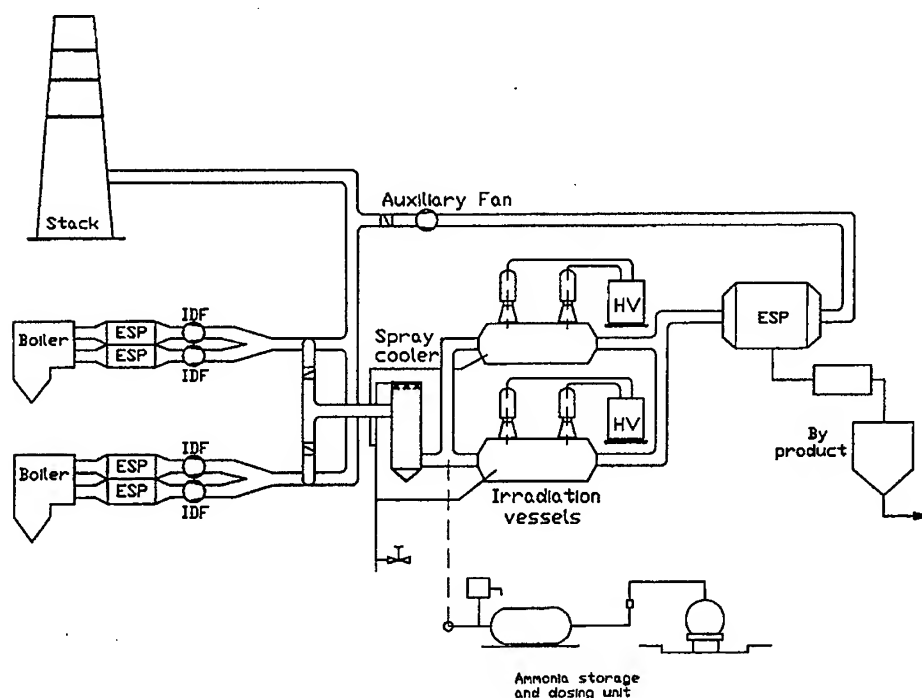 Stack
Auxiliary Fan
HV
ESP
IDF
Boiler
ESP
ESP
IDF
Spray
cooler
HV
By
product
IDF
Boiler
ESP
ESP
IDF
Irradiation
vessels
Ammonia storage
and dosing unit